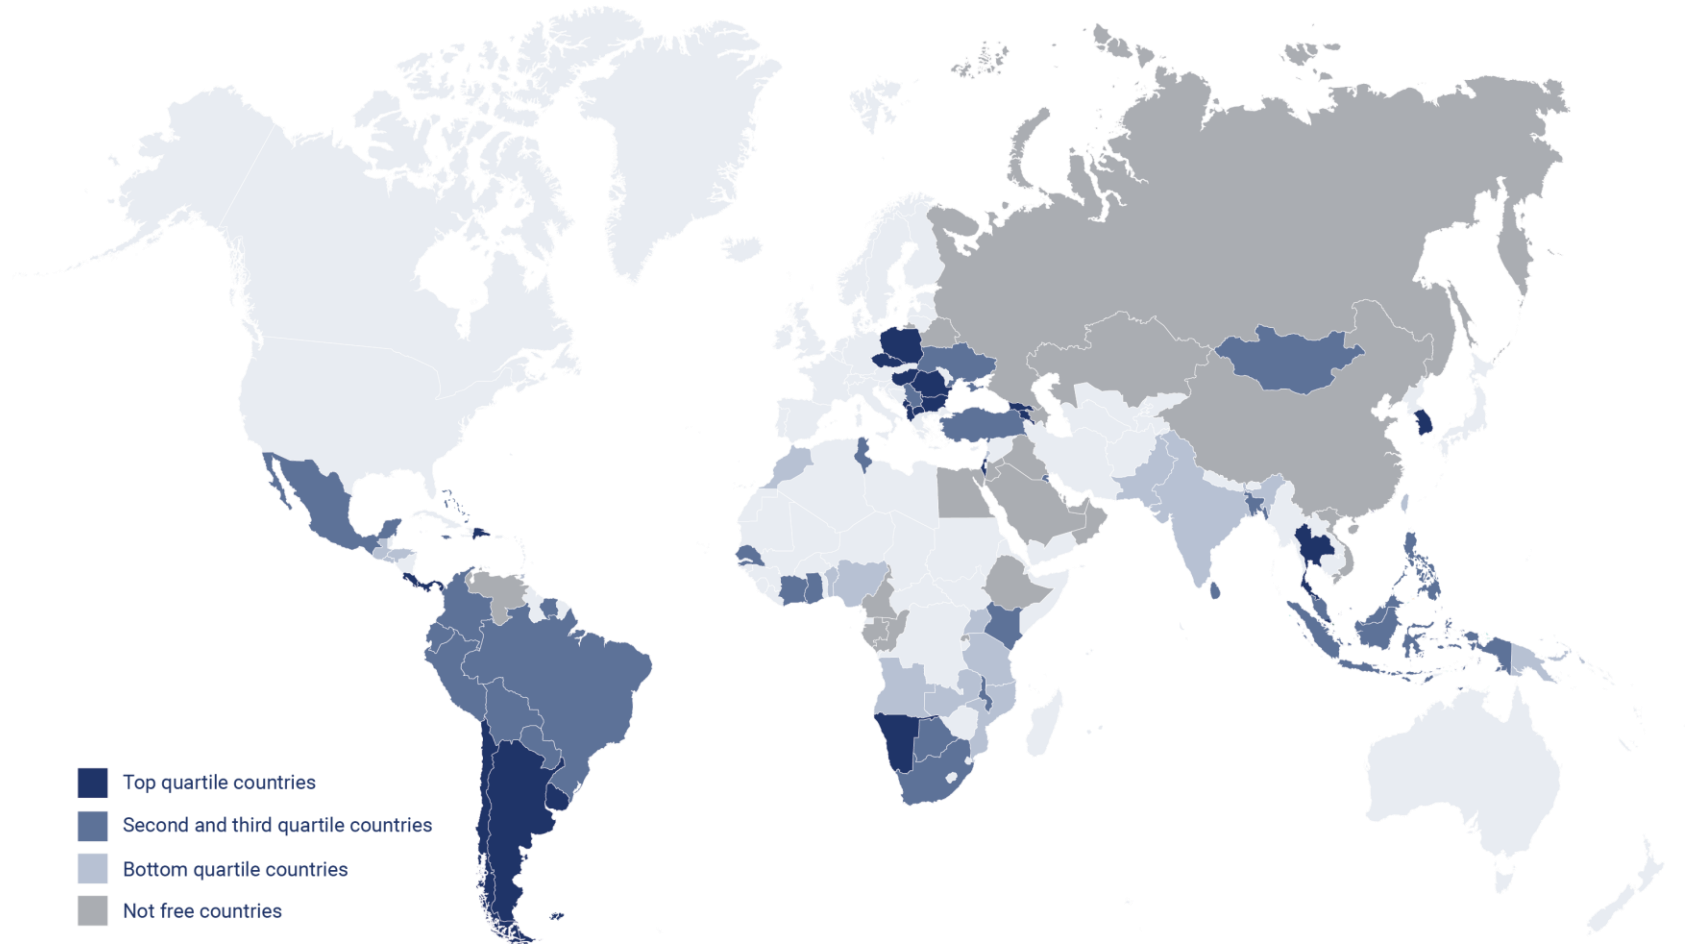 Top quartile countries
Second and third quartile countries
Bottom quartile countries
Not free countries